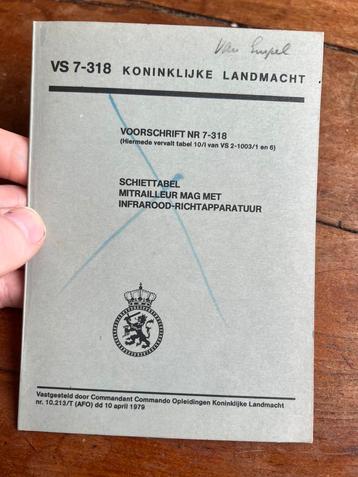 Van Empel
VS 7-318 KONINKLIJKE LANDMACHT
VOORSCHRIFT NR 7-318
(Hiermede vervalt tabel 10/I van VS 2-1003/1 en 6)
SCHIETTABEL
MITRAILLEUR MAG MET
INFRAROOD-RICHTAPPARATUUR
Vastgesteld door Commandant Commando Opleidingen Koninklijke Landmacht
nr. 10.213/T (AFO) dd 10 april 1979